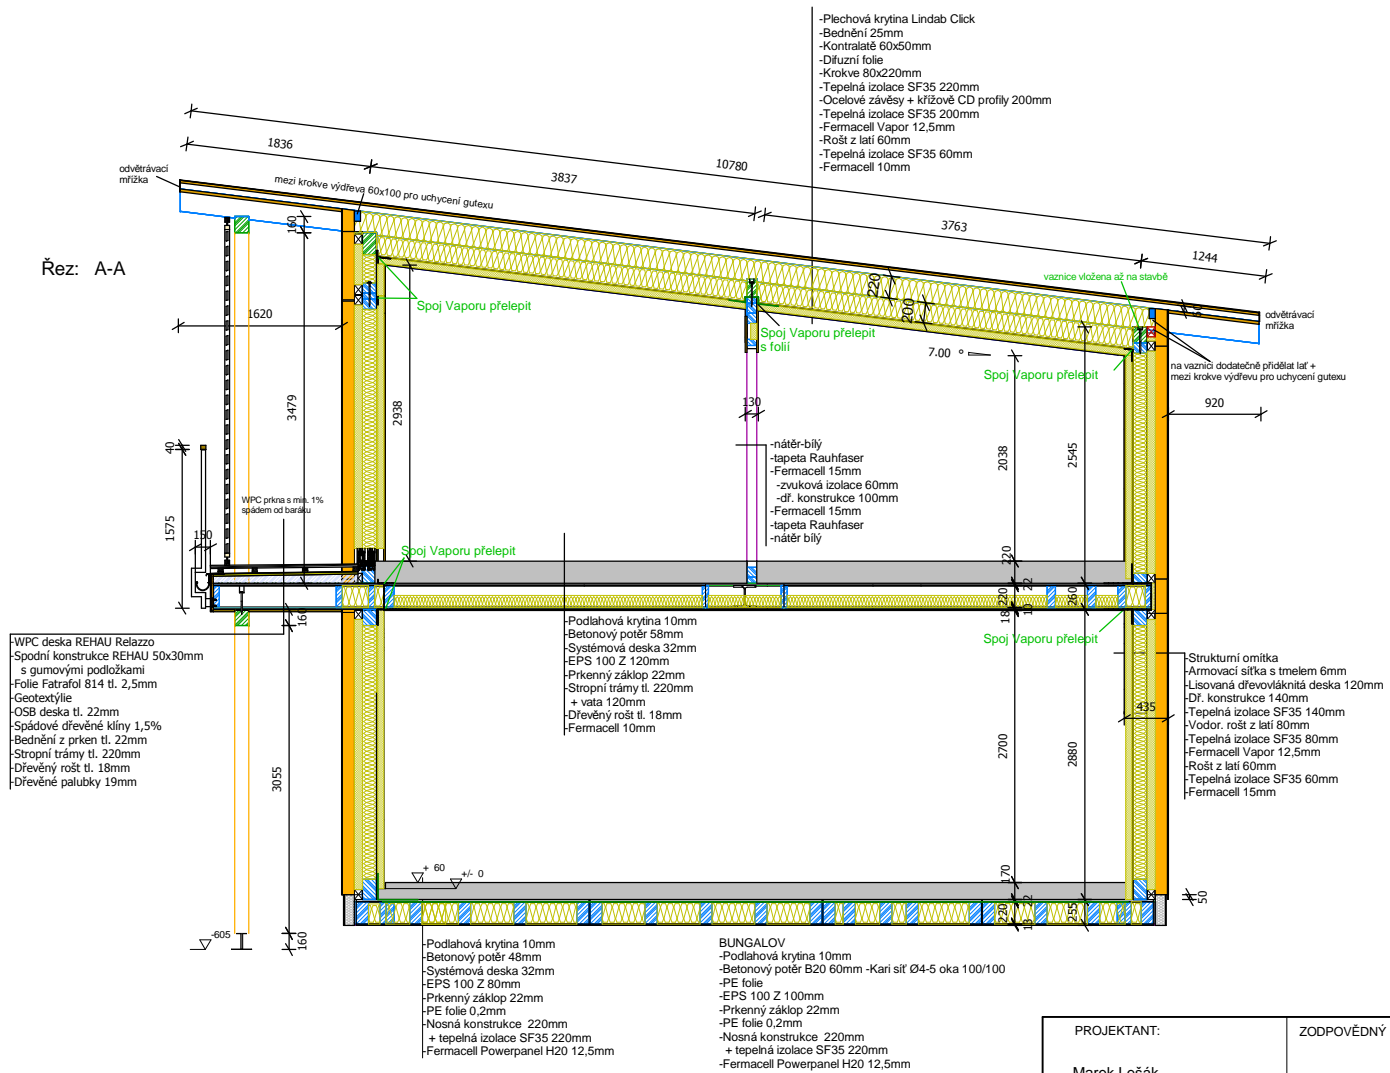 -Plechová krytina Lindab Click
-Bednění 25mm
-Kontralatě 60x50mm
-Difuzní folie
-Krokve 80x220mm
-Tepelná izolace SF35 220mm
-Ocelové závěsy + křížově CD profily 200mm
-Tepelná izolace SF35 200mm
-Fermacell Vapor 12,5mm
-Rošt z latí 60mm
-Tepelná izolace SF35 60mm
-Fermacell 10mm
1836
10780
3837
3763
1244
odvětrávací
mřížka
mezi krokve výdřeva 60x100 pro uchycení gutexu
160
Řez: A-A
vaznice vložena až na stavbě
220
200
Spoj Vaporu přelepit
Spoj Vaporu přelepit
s folií
1620
odvětrávací
mřížka
7.00 °
Spoj Vaporu přelepit
na vaznici dodatečně přidělat lať +
mezi krokve výdřevu pro uchycení gutexu
920
130
3479
2938
2038
2545
40
1575
150
WPC prkna s min. 1%
spádem od baráku
-nátěr-bílý
-tapeta Rauhfaser
-Fermacell 15mm
-zvuková izolace 60mm
-dř. konstrukce 100mm
-Fermacell 15mm
-tapeta Rauhfaser
-nátěr bílý
Spoj Vaporu přelepit
220
22
220
260
18
10
160
Spoj Vaporu přelepit
-WPC deska REHAU Relazzo
-Spodní konstrukce REHAU 50x30mm
s gumovými podložkami
-Folie Fatrafol 814 tl. 2,5mm
-Geotextýlie
-OSB deska tl. 22mm
-Spádové dřevěné klíny 1,5%
-Bednění z prken tl. 22mm
-Stropní trámy tl. 220mm
-Dřevěný rošt tl. 18mm
-Dřevěné palubky 19mm
-Podlahová krytina 10mm
-Betonový potěr 58mm
-Systémová deska 32mm
-EPS 100 Z 120mm
-Prkenný záklop 22mm
-Stropní trámy tl. 220mm
+ vata 120mm
-Dřevěný rošt tl. 18mm
-Fermacell 10mm
-Strukturní omítka
-Armovací síťka s tmelem 6mm
-Lisovaná dřevovláknitá deska 120mm
-Dř. konstrukce 140mm
-Tepelná izolace SF35 140mm
-Vodor. rošt z latí 80mm
-Tepelná izolace SF35 80mm
-Fermacell Vapor 12,5mm
-Rošt z latí 60mm
-Tepelná izolace SF35 60mm
-Fermacell 15mm
435
3055
2700
2880
+ 60
+/- 0
170
22
220
255
13
50
-605
160
-Podlahová krytina 10mm
-Betonový potěr 48mm
-Systémová deska 32mm
-EPS 100 Z 80mm
-Prkenný záklop 22mm
-PE folie 0,2mm
-Nosná konstrukce 220mm
+ tepelná izolace SF35 220mm
-Fermacell Powerpanel H20 12,5mm
BUNGALOV
-Podlahová krytina 10mm
-Betonový potěr B20 60mm -Kari síť Ø4-5 oka 100/100
-PE folie
-EPS 100 Z 100mm
-Prkenný záklop 22mm
-PE folie 0,2mm
-Nosná konstrukce 220mm
+ tepelná izolace SF35 220mm
-Fermacell Powerpanel H20 12,5mm
PROJEKTANT:
ZODPOVĚDNÝ
Marek Lošák